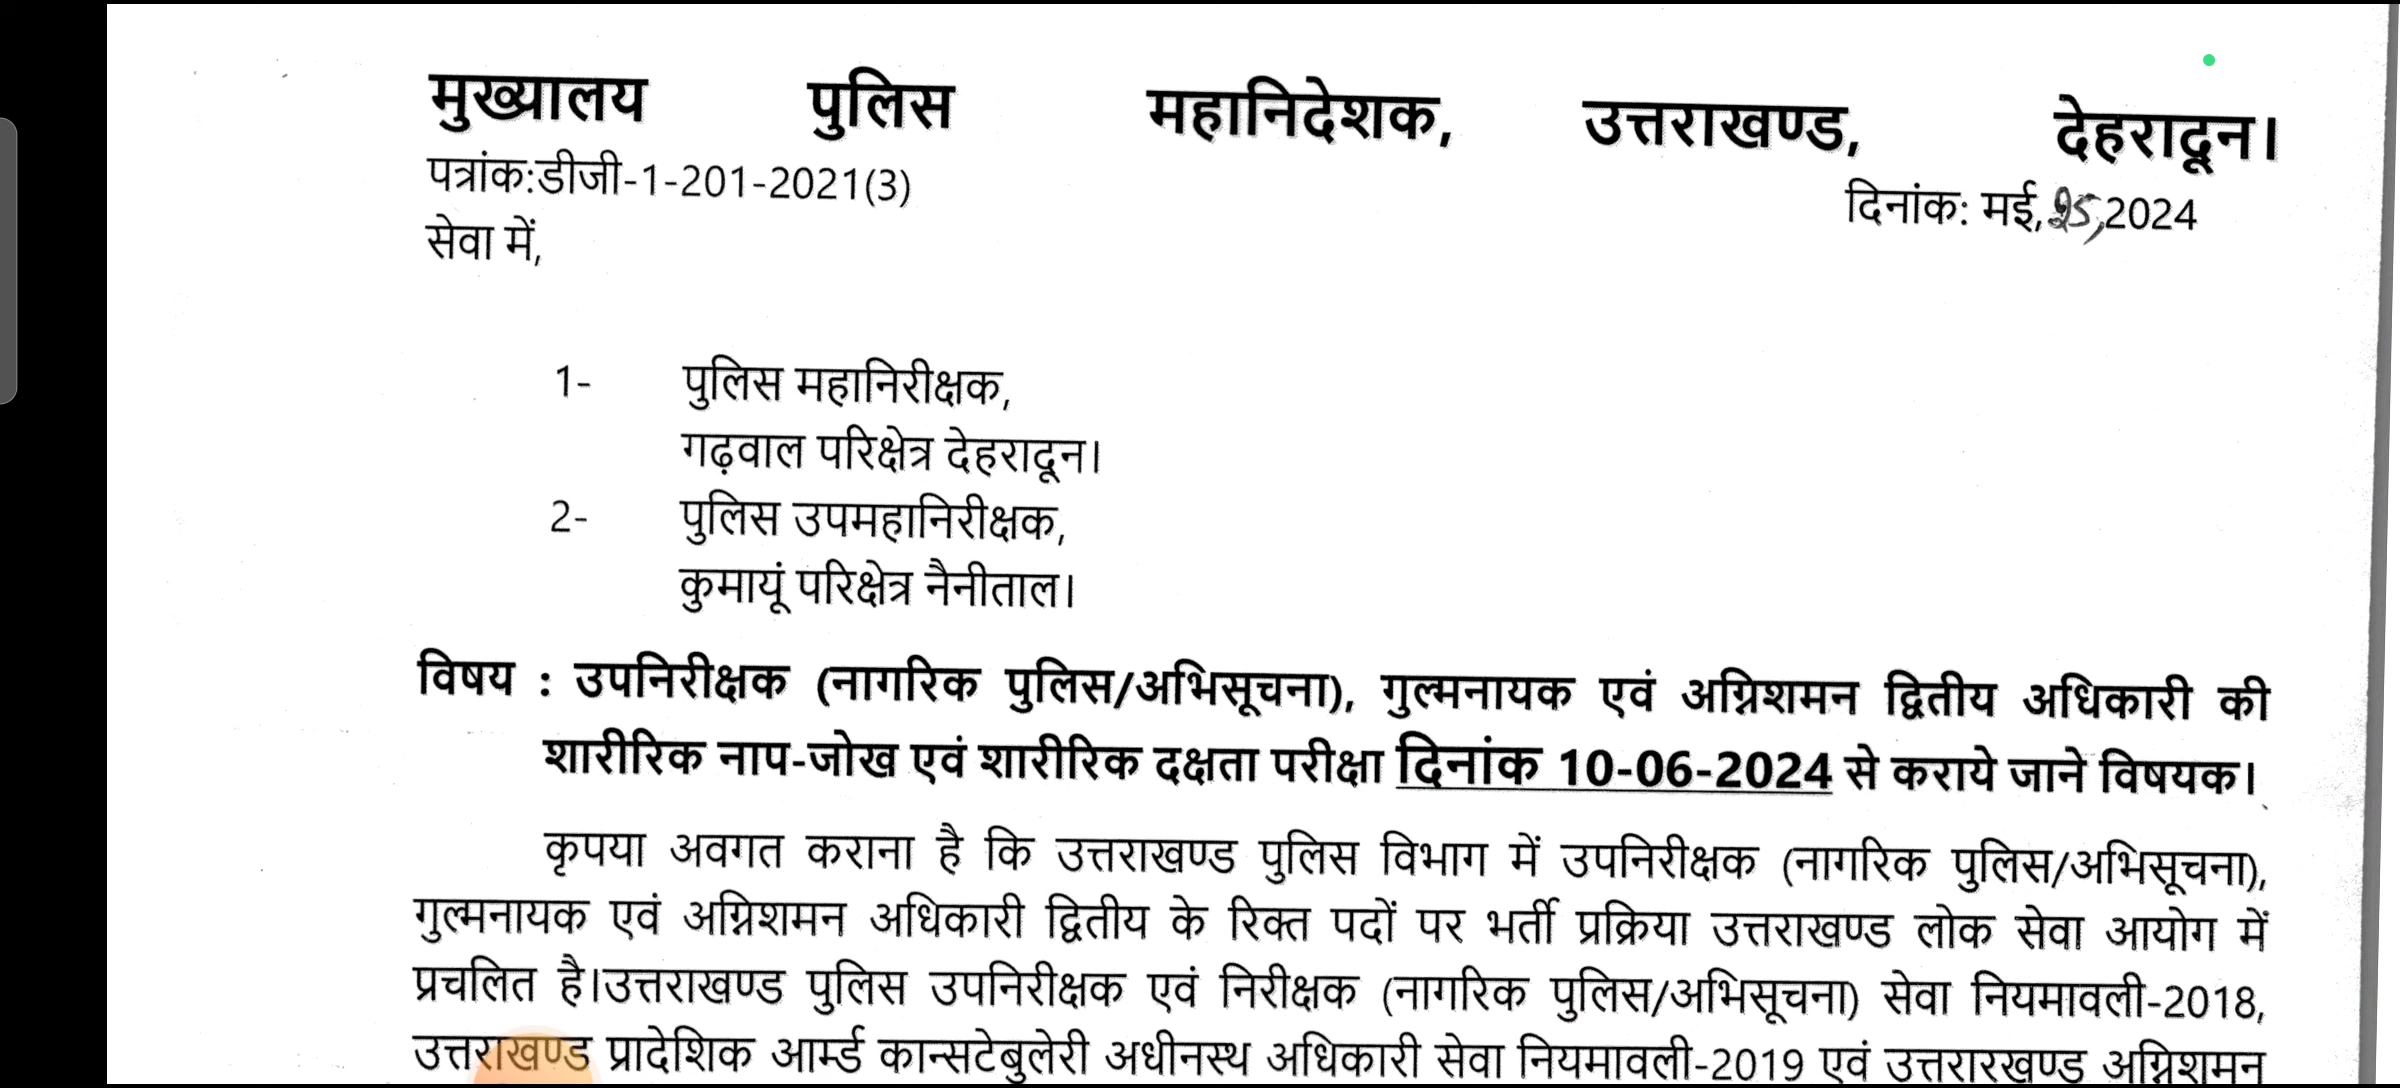 मुख्यालय पुलिस महानिदेशक, उत्तराखण्ड, देहरादून।
पत्रांक:डीजी-1-201-2021(3) दिनांक: मई,25,2024
सेवा में,
1- पुलिस महानिरीक्षक,
गढ़वाल परिक्षेत्र देहरादून।
2- पुलिस उपमहानिरीक्षक,
कुमायूं परिक्षेत्र नैनीताल।
विषय : उपनिरीक्षक (नागरिक पुलिस/अभिसूचना), गुल्मनायक एवं अग्निशमन द्वितीय अधिकारी की
शारीरिक नाप-जोख एवं शारीरिक दक्षता परीक्षा दिनांक 10-06-2024 से कराये जाने विषयक।
कृपया अवगत कराना है कि उत्तराखण्ड पुलिस विभाग में उपनिरीक्षक (नागरिक पुलिस/अभिसूचना),
गुल्मनायक एवं अग्निशमन अधिकारी द्वितीय के रिक्त पदों पर भर्ती प्रक्रिया उत्तराखण्ड लोक सेवा आयोग में
प्रचलित है।उत्तराखण्ड पुलिस उपनिरीक्षक एवं निरीक्षक (नागरिक पुलिस/अभिसूचना) सेवा नियमावली-2018,
उत्तराखण्ड प्रादेशिक आर्म्ड कान्सटेबुलेरी अधीनस्थ अधिकारी सेवा नियमावली-2019 एवं उत्तरारखण्ड अग्निशमन